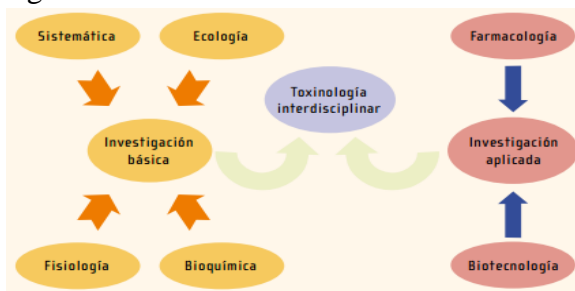 Sistemática
Ecología
Farmacología
Toxinología
interdisciplinar
Investigación
básica
Investigación
aplicada
Fisiología
Bioquímica
Biotecnología